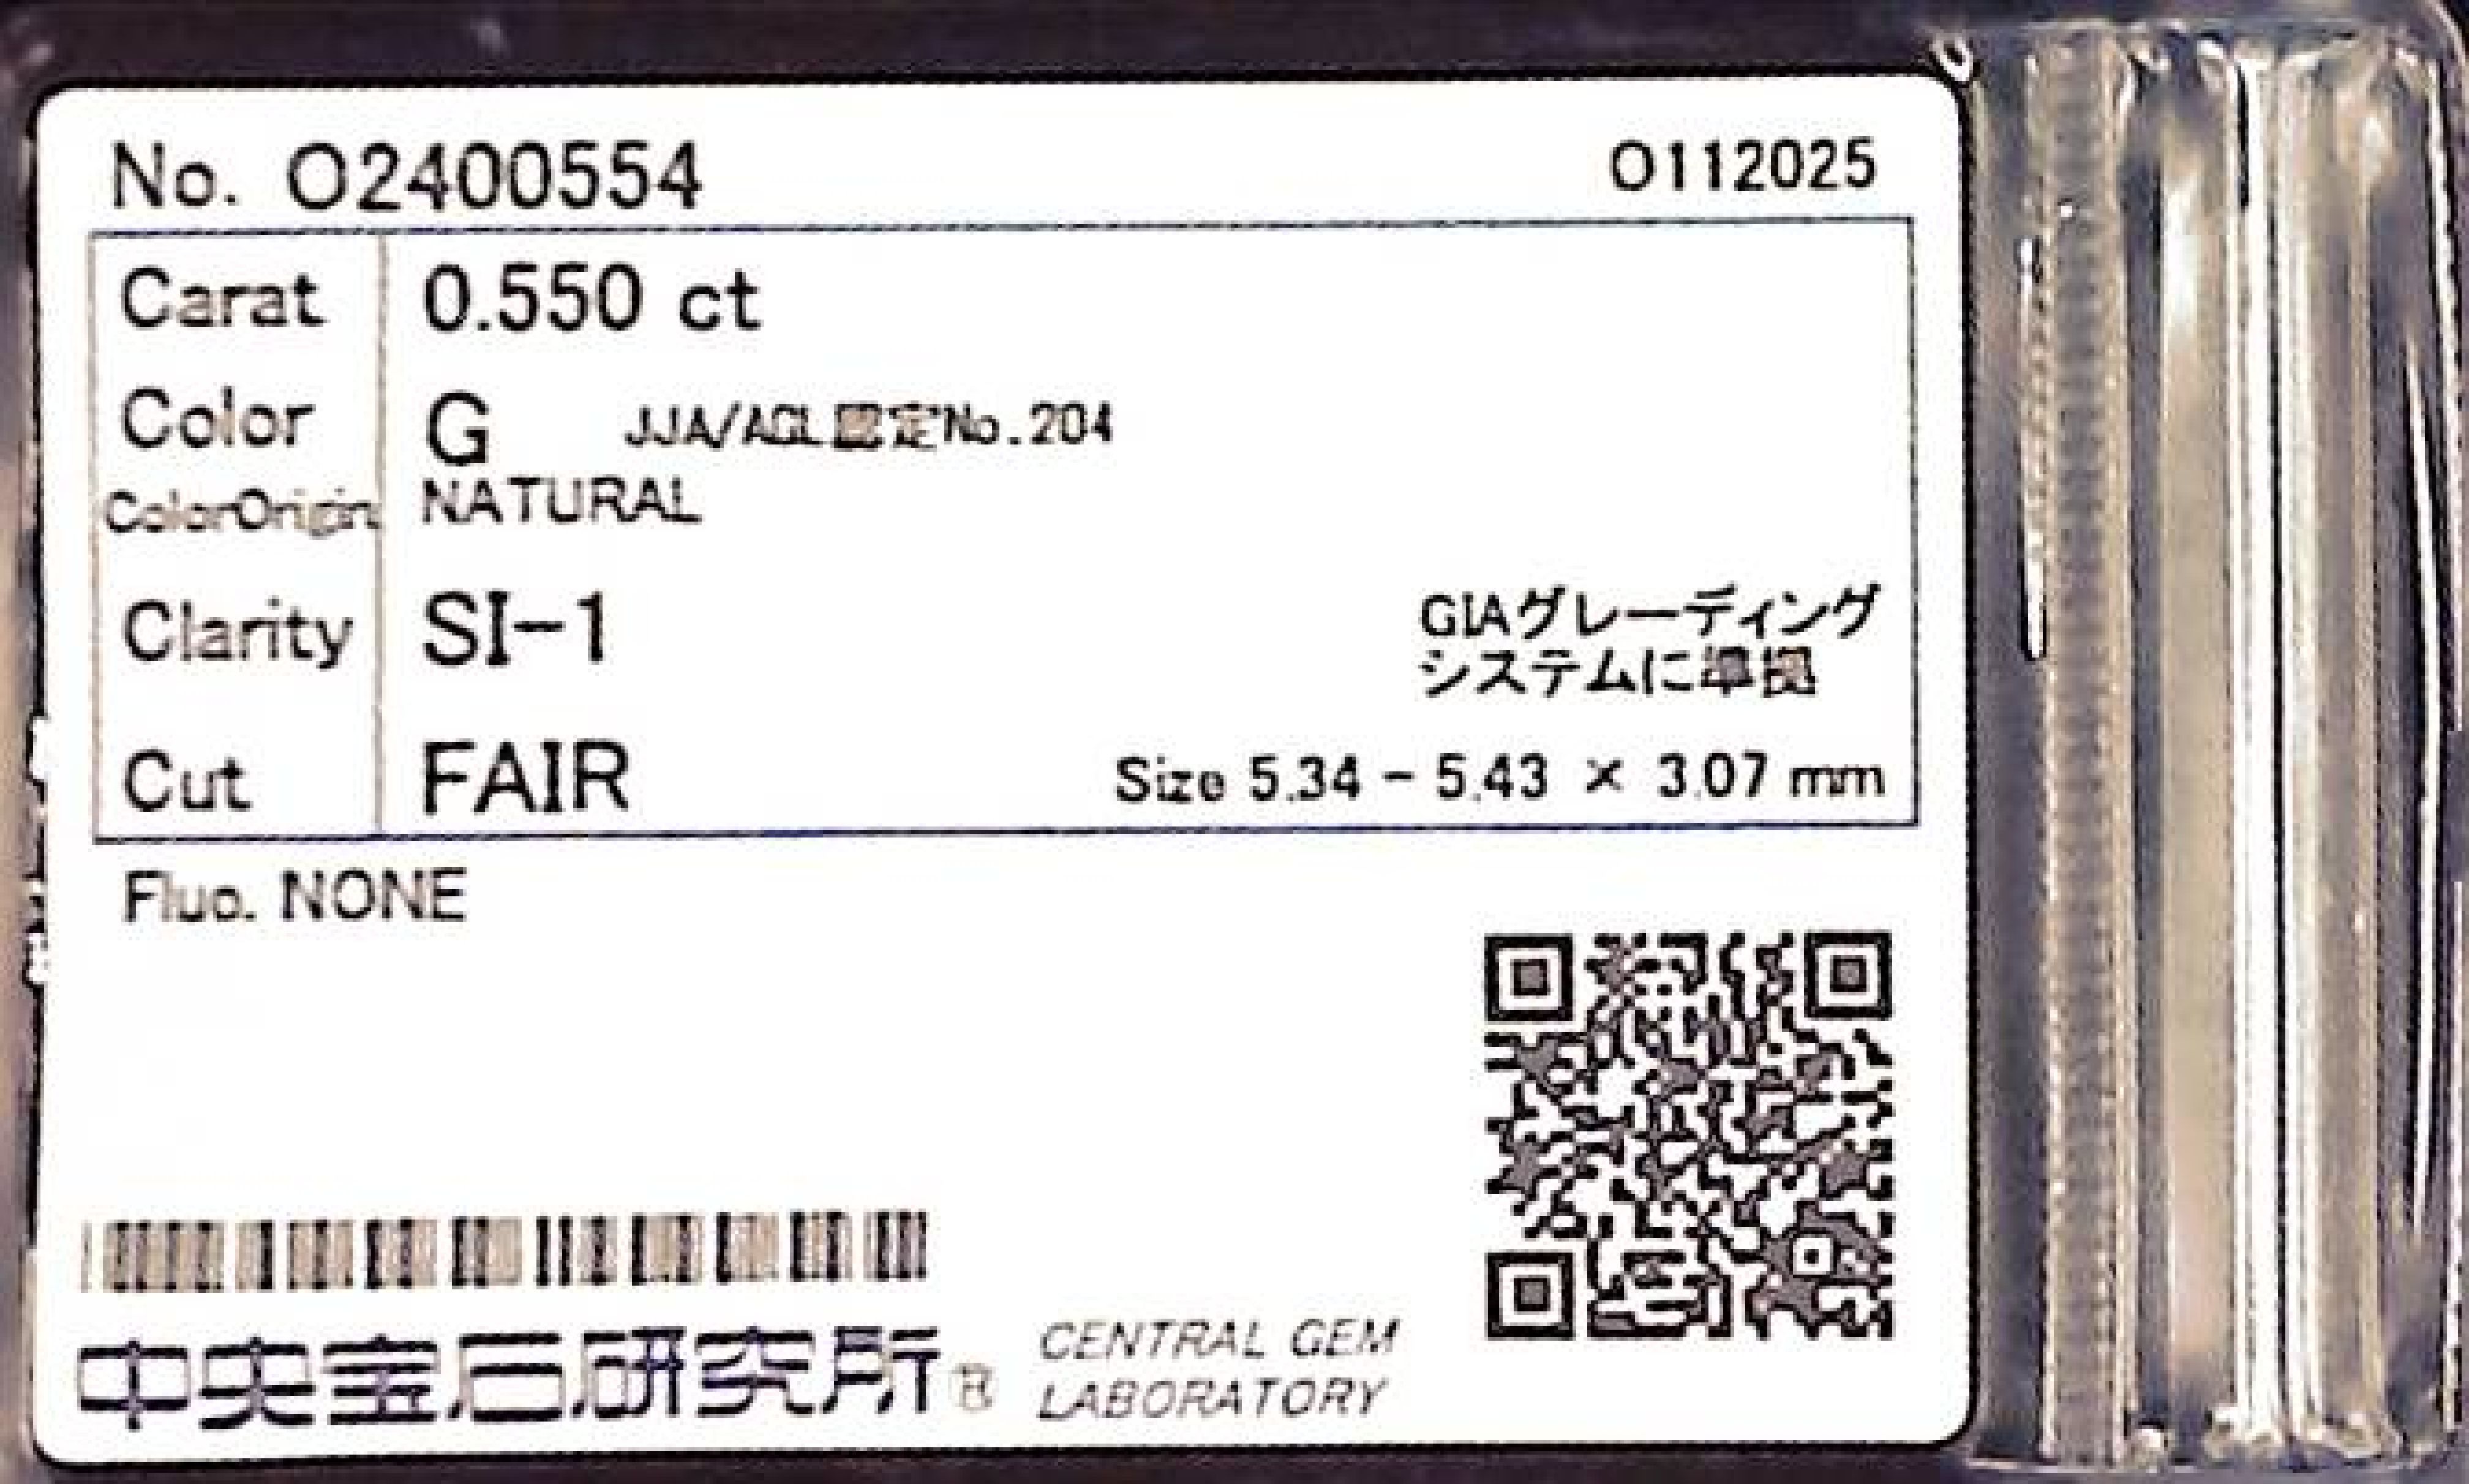 No. O2400554 O112025
Carat 0.550 ct
Color G JJA/AGL認定No.204
ColorOrigin NATURAL
Clarity SI-1
GIAグレーディング
システムに準拠
Cut FAIR Size 5.34 - 5.43 × 3.07 mm
Fluo. NONE
中央宝石研究所®
CENTRAL GEM
LABORATORY